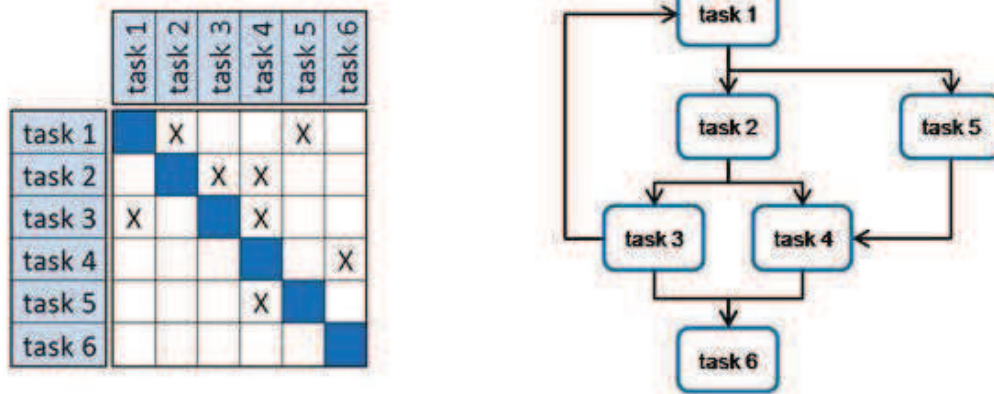 task 1 task 2 task 3 task 4 task 5 task 6
task 1 X X
task 2 X X
task 3 X X
task 4 X
task 5 X
task 6
task 1
task 2 task 5
task 3 task 4
task 6